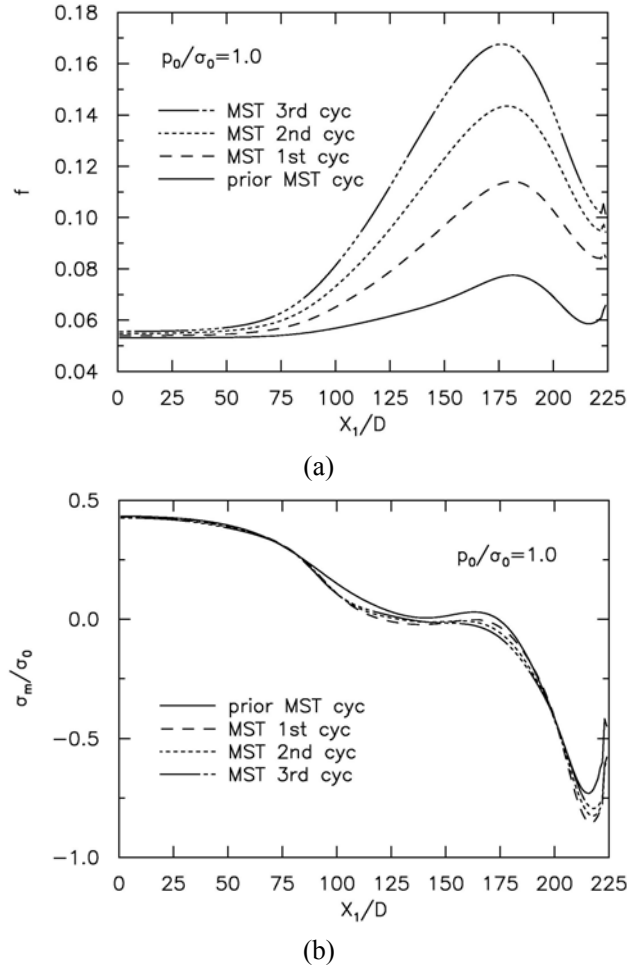 p₀/σ₀=1.0
MST 3rd cyc
MST 2nd cyc
MST 1st cyc
prior MST cyc
f
0.18
0.16
0.14
0.12
0.10
0.08
0.06
0.04
0 25 50 75 100 125 150 175 200 225
X₁/D
(a)
p₀/σ₀=1.0
prior MST cyc
MST 1st cyc
MST 2nd cyc
MST 3rd cyc
σₘ/σ₀
0.5
0.0
−0.5
−1.0
0 25 50 75 100 125 150 175 200 225
X₁/D
(b)